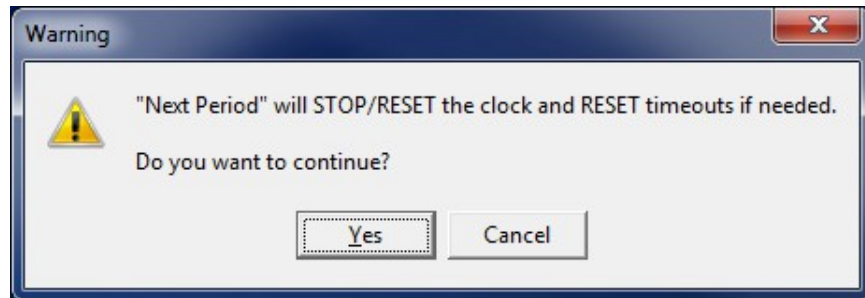 Warning
"Next Period" will STOP/RESET the clock and RESET timeouts if needed.
Do you want to continue?
Yes
Cancel